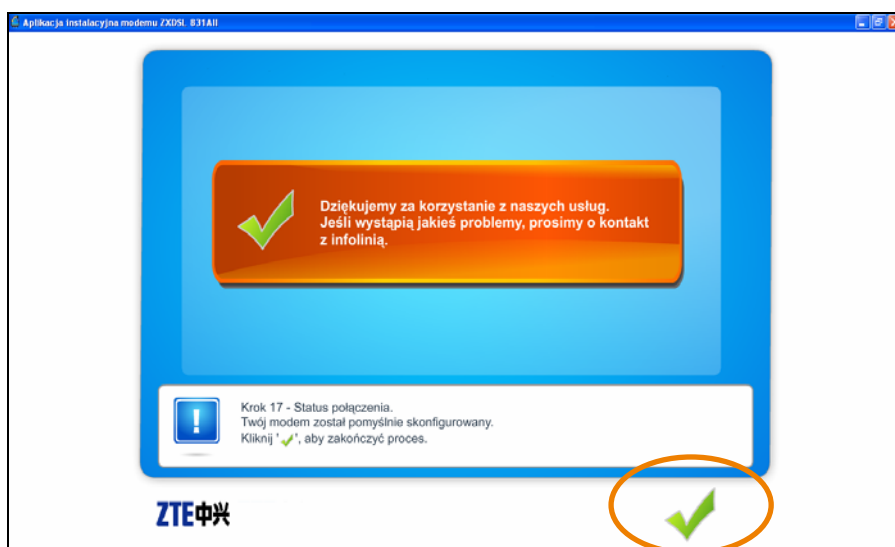 Aplikacja instalacyjna modemu ZXDSL 831AII
Dziękujemy za korzystanie z naszych usług.
Jeśli wystąpią jakieś problemy, prosimy o kontakt
z infolinią.
Krok 17 - Status połączenia.
Twój modem został pomyślnie skonfigurowany.
Kliknij '✓', aby zakończyć proces.
ZTE中兴